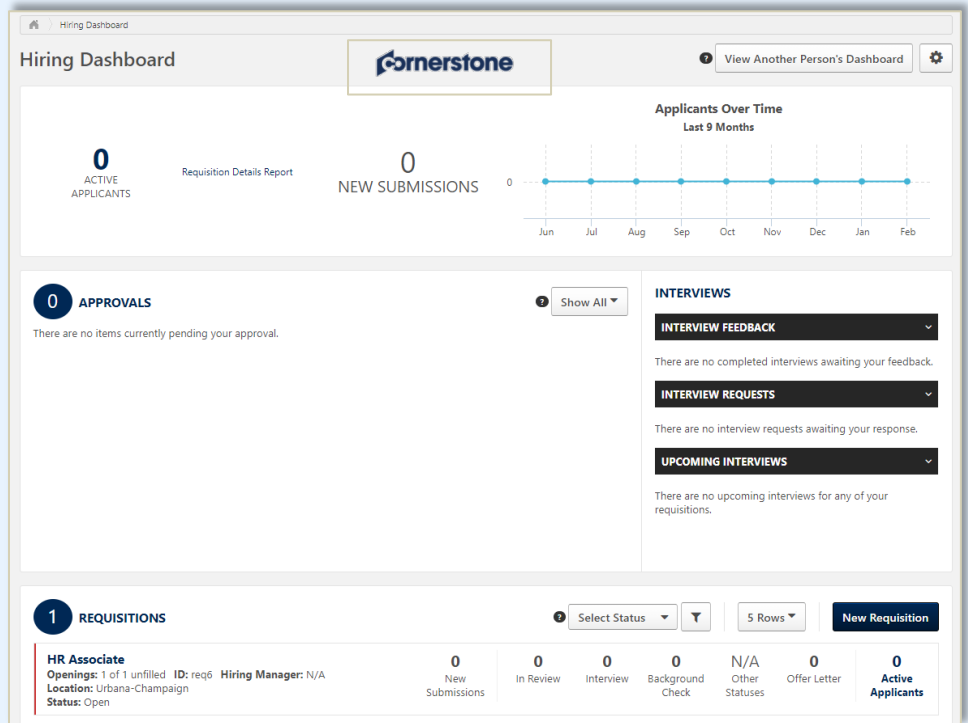 Hiring Dashboard
Hiring Dashboard
Cornerstone
? View Another Person's Dashboard
0
ACTIVE
APPLICANTS
Requisition Details Report
0
NEW SUBMISSIONS
Applicants Over Time
Last 9 Months
0
Jun Jul Aug Sep Oct Nov Dec Jan Feb
0 APPROVALS
? Show All
There are no items currently pending your approval.
INTERVIEWS
INTERVIEW FEEDBACK
There are no completed interviews awaiting your feedback.
INTERVIEW REQUESTS
There are no interview requests awaiting your response.
UPCOMING INTERVIEWS
There are no upcoming interviews for any of your
requisitions.
1 REQUISITIONS
? Select Status 5 Rows New Requisition
HR Associate
Openings: 1 of 1 unfilled ID: req6 Hiring Manager: N/A
Location: Urbana-Champaign
Status: Open
0
New
Submissions
0
In Review
0
Interview
0
Background
Check
N/A
Other
Statuses
0
Offer Letter
0
Active
Applicants